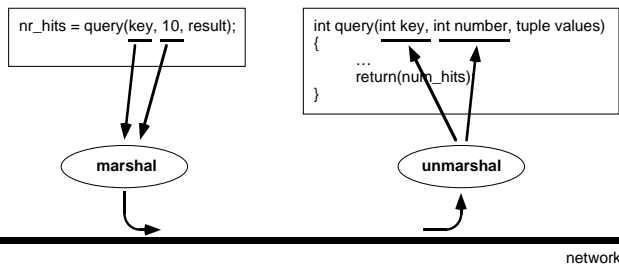 nr_hits = query(key, 10, result);
int query(int key, int number, tuple values)
{
…
return(num_hits)
}
marshal
unmarshal
network